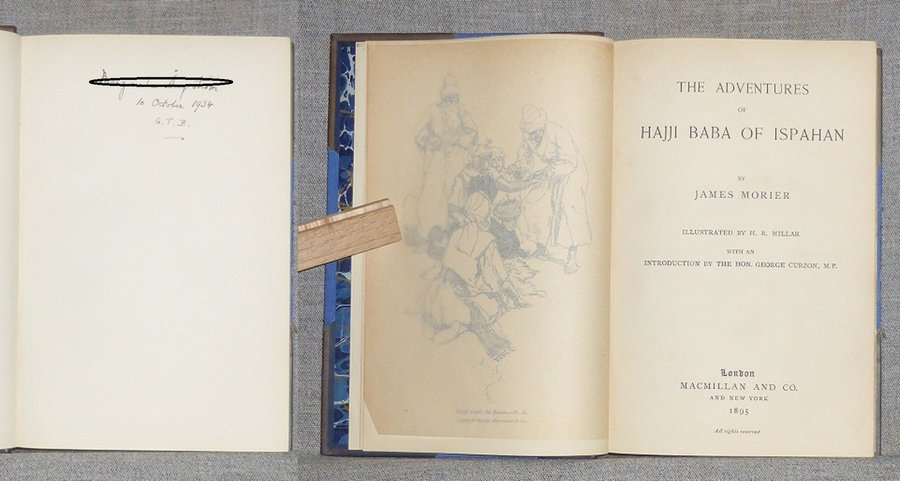 10 October 1934
G. T. B.
THE ADVENTURES
OF
HAJJI BABA OF ISPAHAN
BY
JAMES MORIER
ILLUSTRATED BY H. R. MILLAR
WITH AN
INTRODUCTION BY THE HON. GEORGE CURZON, M.P.
London
MACMILLAN AND CO.
AND NEW YORK
1895
All rights reserved